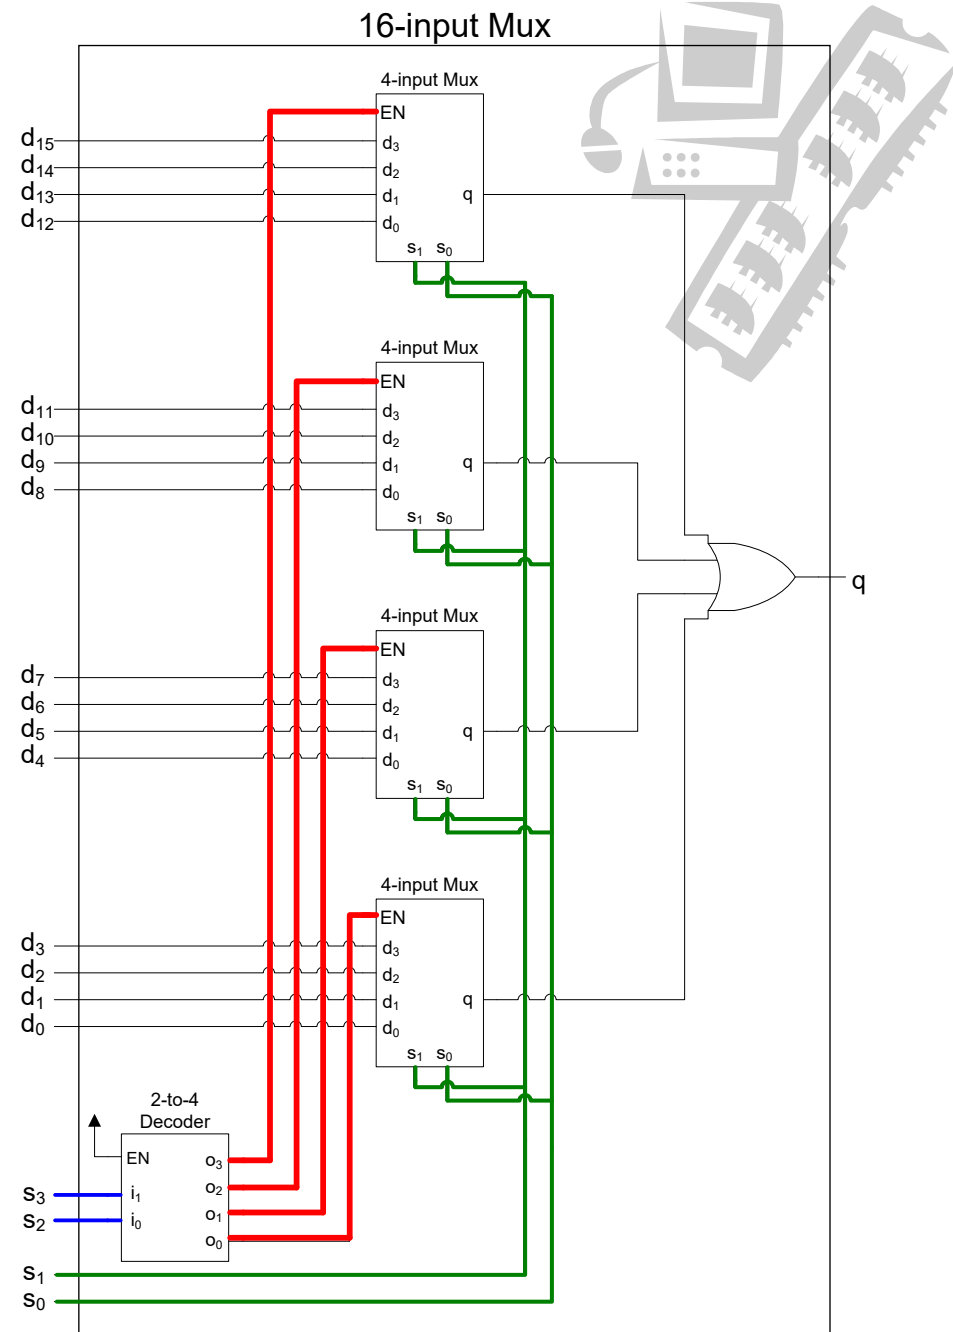 16-input Mux
4-input Mux
EN
d15
d3
d14
d2
d13
d1
q
d12
d0
s1 s0
4-input Mux
EN
d11
d3
d10
d2
d9
d1
q
d8
d0
s1 s0
q
4-input Mux
EN
d7
d3
d6
d2
d5
d1
q
d4
d0
s1 s0
4-input Mux
EN
d3
d3
d2
d2
d1
d1
q
d0
d0
s1 s0
2-to-4
Decoder
EN
o3
s3
i1
o2
s2
i0
o1
o0
s1
s0